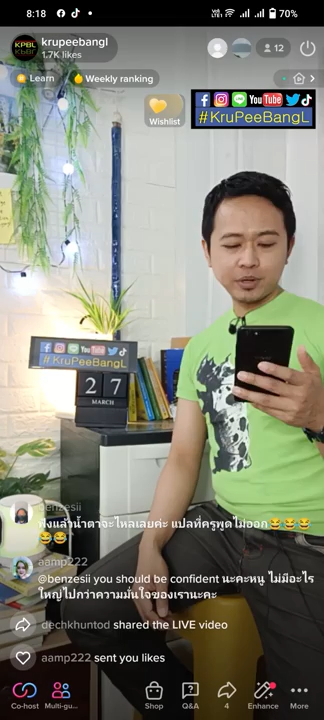 8:18
70%
krupeebangl
1.7K likes
12
Learn
Weekly ranking
Wishlist
YouTube
#KruPeeBangL
YouTube
#KruPeeBangL
27
MARCH
benzesii
ฟังแล้วน้ำตาจะไหลเลยค่ะ แปลที่ครูพูดไม่ออก😂😂😂
😂😂
aamp222
@benzesii you should be confident นะคะหนู ไม่มีอะไร
ใหญ่ไปกว่าความมั่นใจของเรานะคะ
dechkhuntod shared the LIVE video
aamp222 sent you likes
Co-host
Multi-gu...
Shop
Q&A
4
Enhance
More